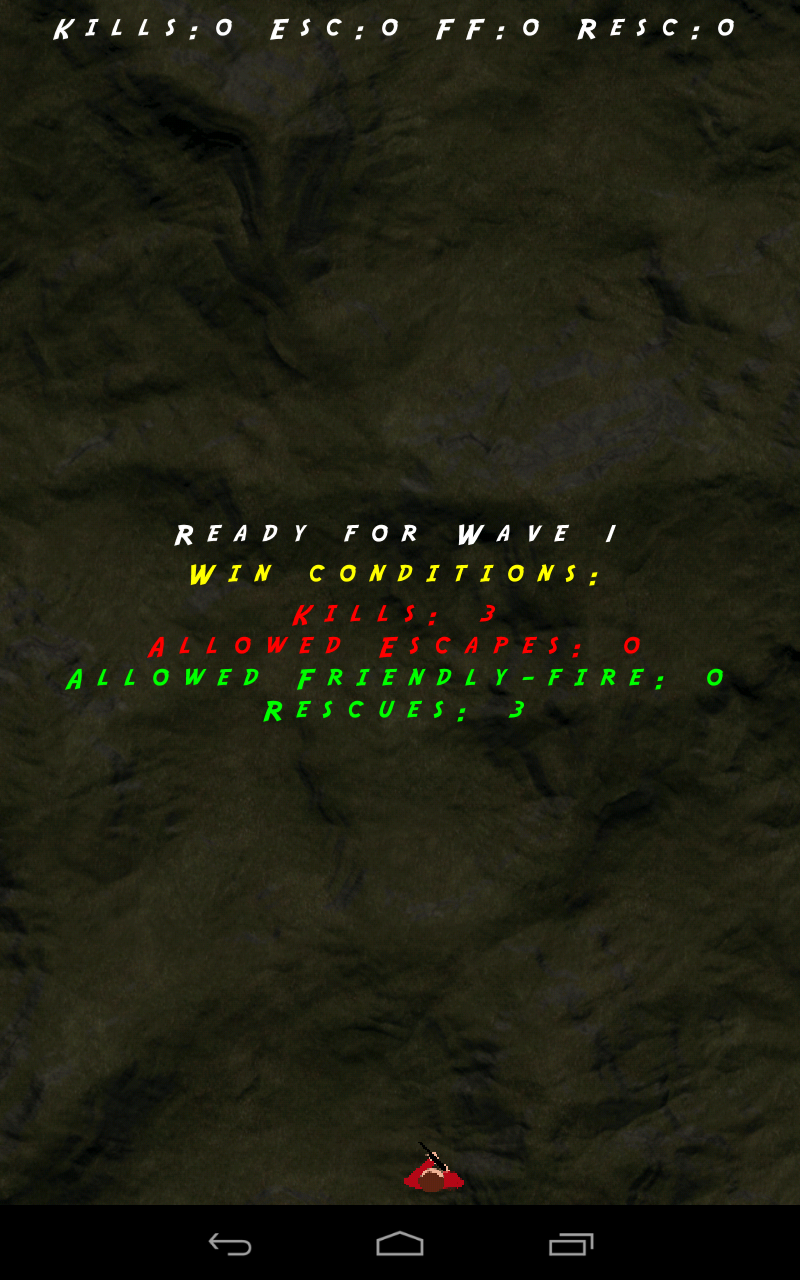 Kills:0 Esc:0 FF:0 Resc:0
Ready for Wave 1
Win conditions:
Kills: 3
Allowed Escapes: 0
Allowed Friendly-fire: 0
Rescues: 3